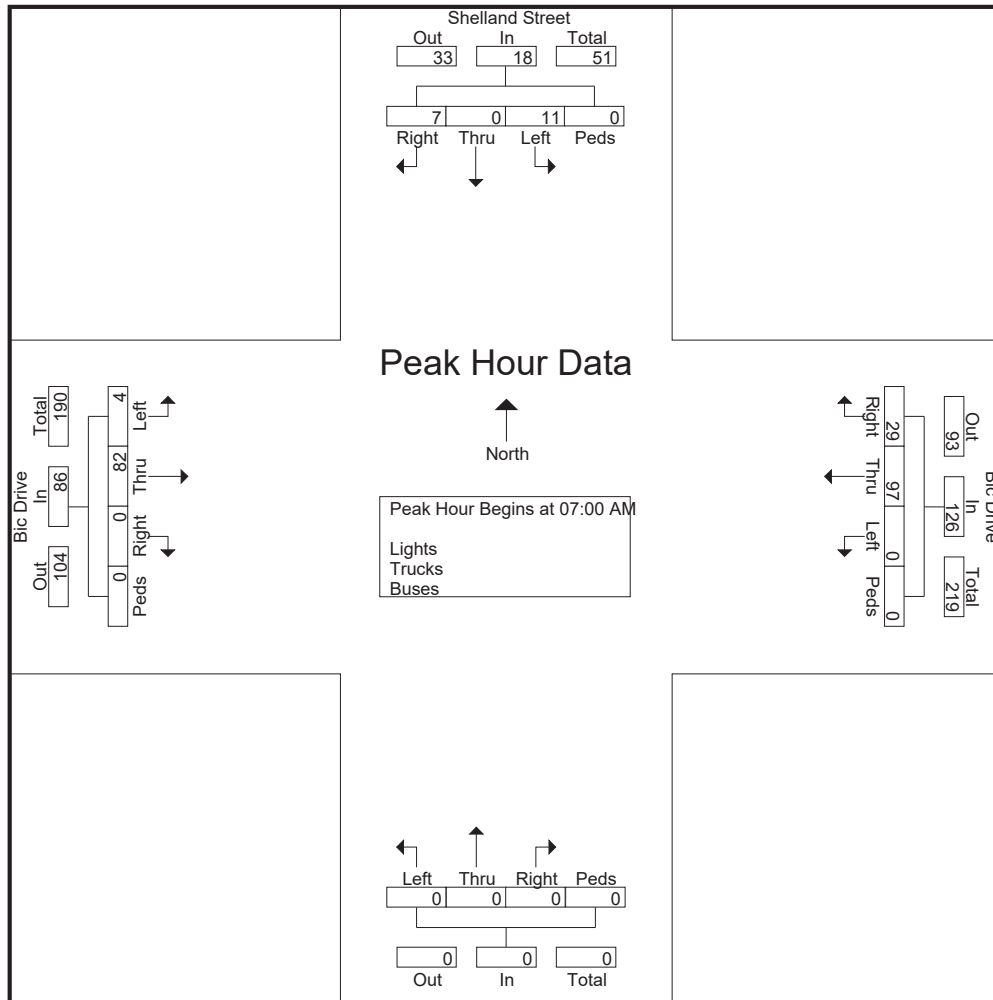 Shelland Street
Out In Total
33 18 51
7 0 11 0
Right Thru Left Peds
Peak Hour Data
North
Peak Hour Begins at 07:00 AM
Lights
Trucks
Buses
Bic Drive
Out In Total
104 86 190
0 0 82 4
Peds Right Thru Left
Bic Drive
Out In Total
93 126 219
29 97 0 0
Right Thru Left Peds
Left Thru Right Peds
0 0 0 0
0 0 0
Out In Total